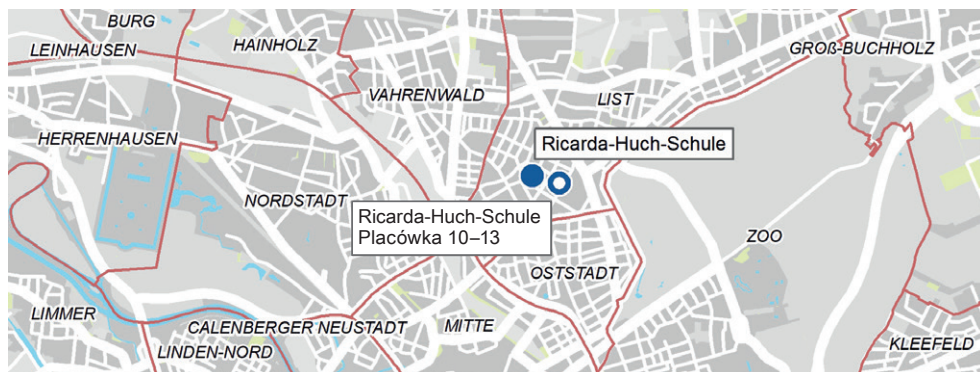 BURG
LEINHAUSEN
HAINHOLZ
GROß-BUCHHOLZ
VAHRENWALD
LIST
HERRENHAUSEN
Ricarda-Huch-Schule
NORDSTADT
Ricarda-Huch-Schule
Placówka 10–13
ZOO
OSTSTADT
LIMMER
CALENBERGER NEUSTADT
MITTE
LINDEN-NORD
KLEEFELD